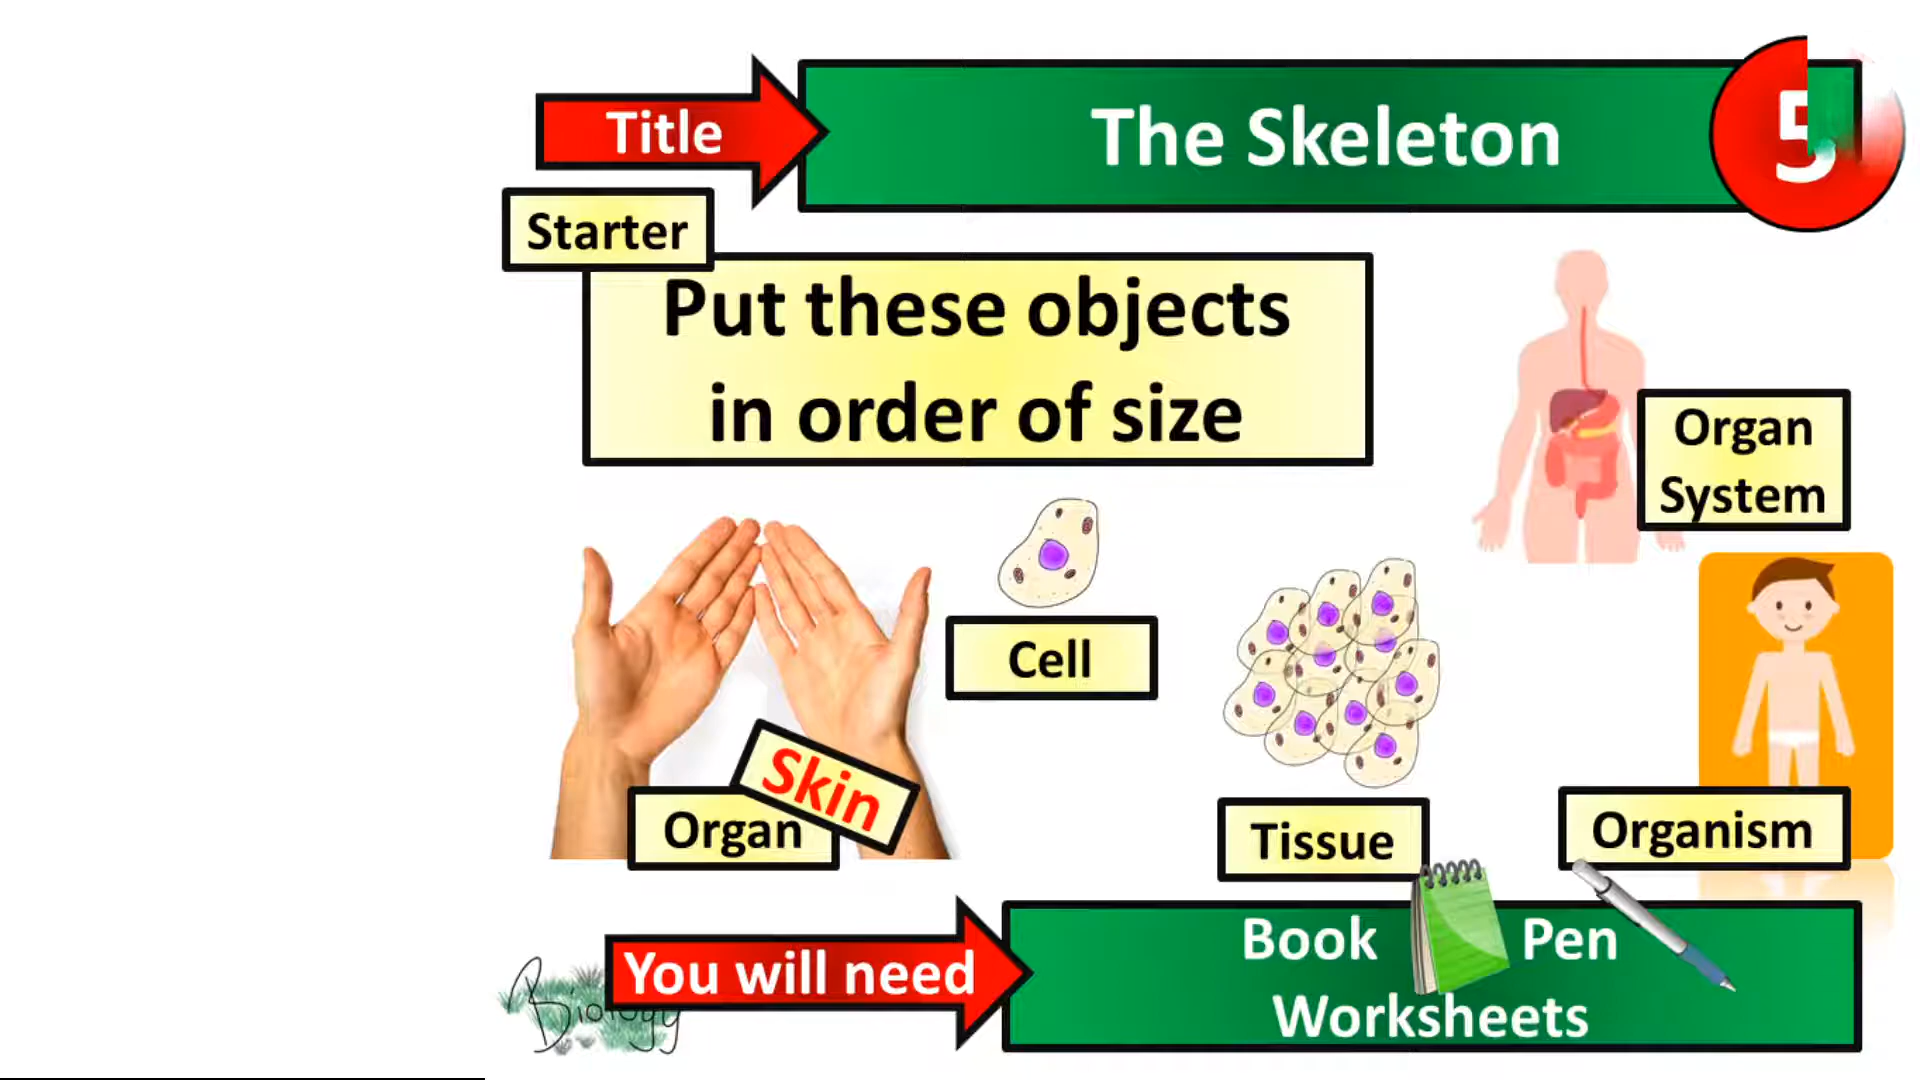 Title
The Skeleton
5
Starter
Put these objects
in order of size
Organ
System
Cell
Skin
Organ
Tissue
Organism
You will need
Book Pen
Worksheets
Biology